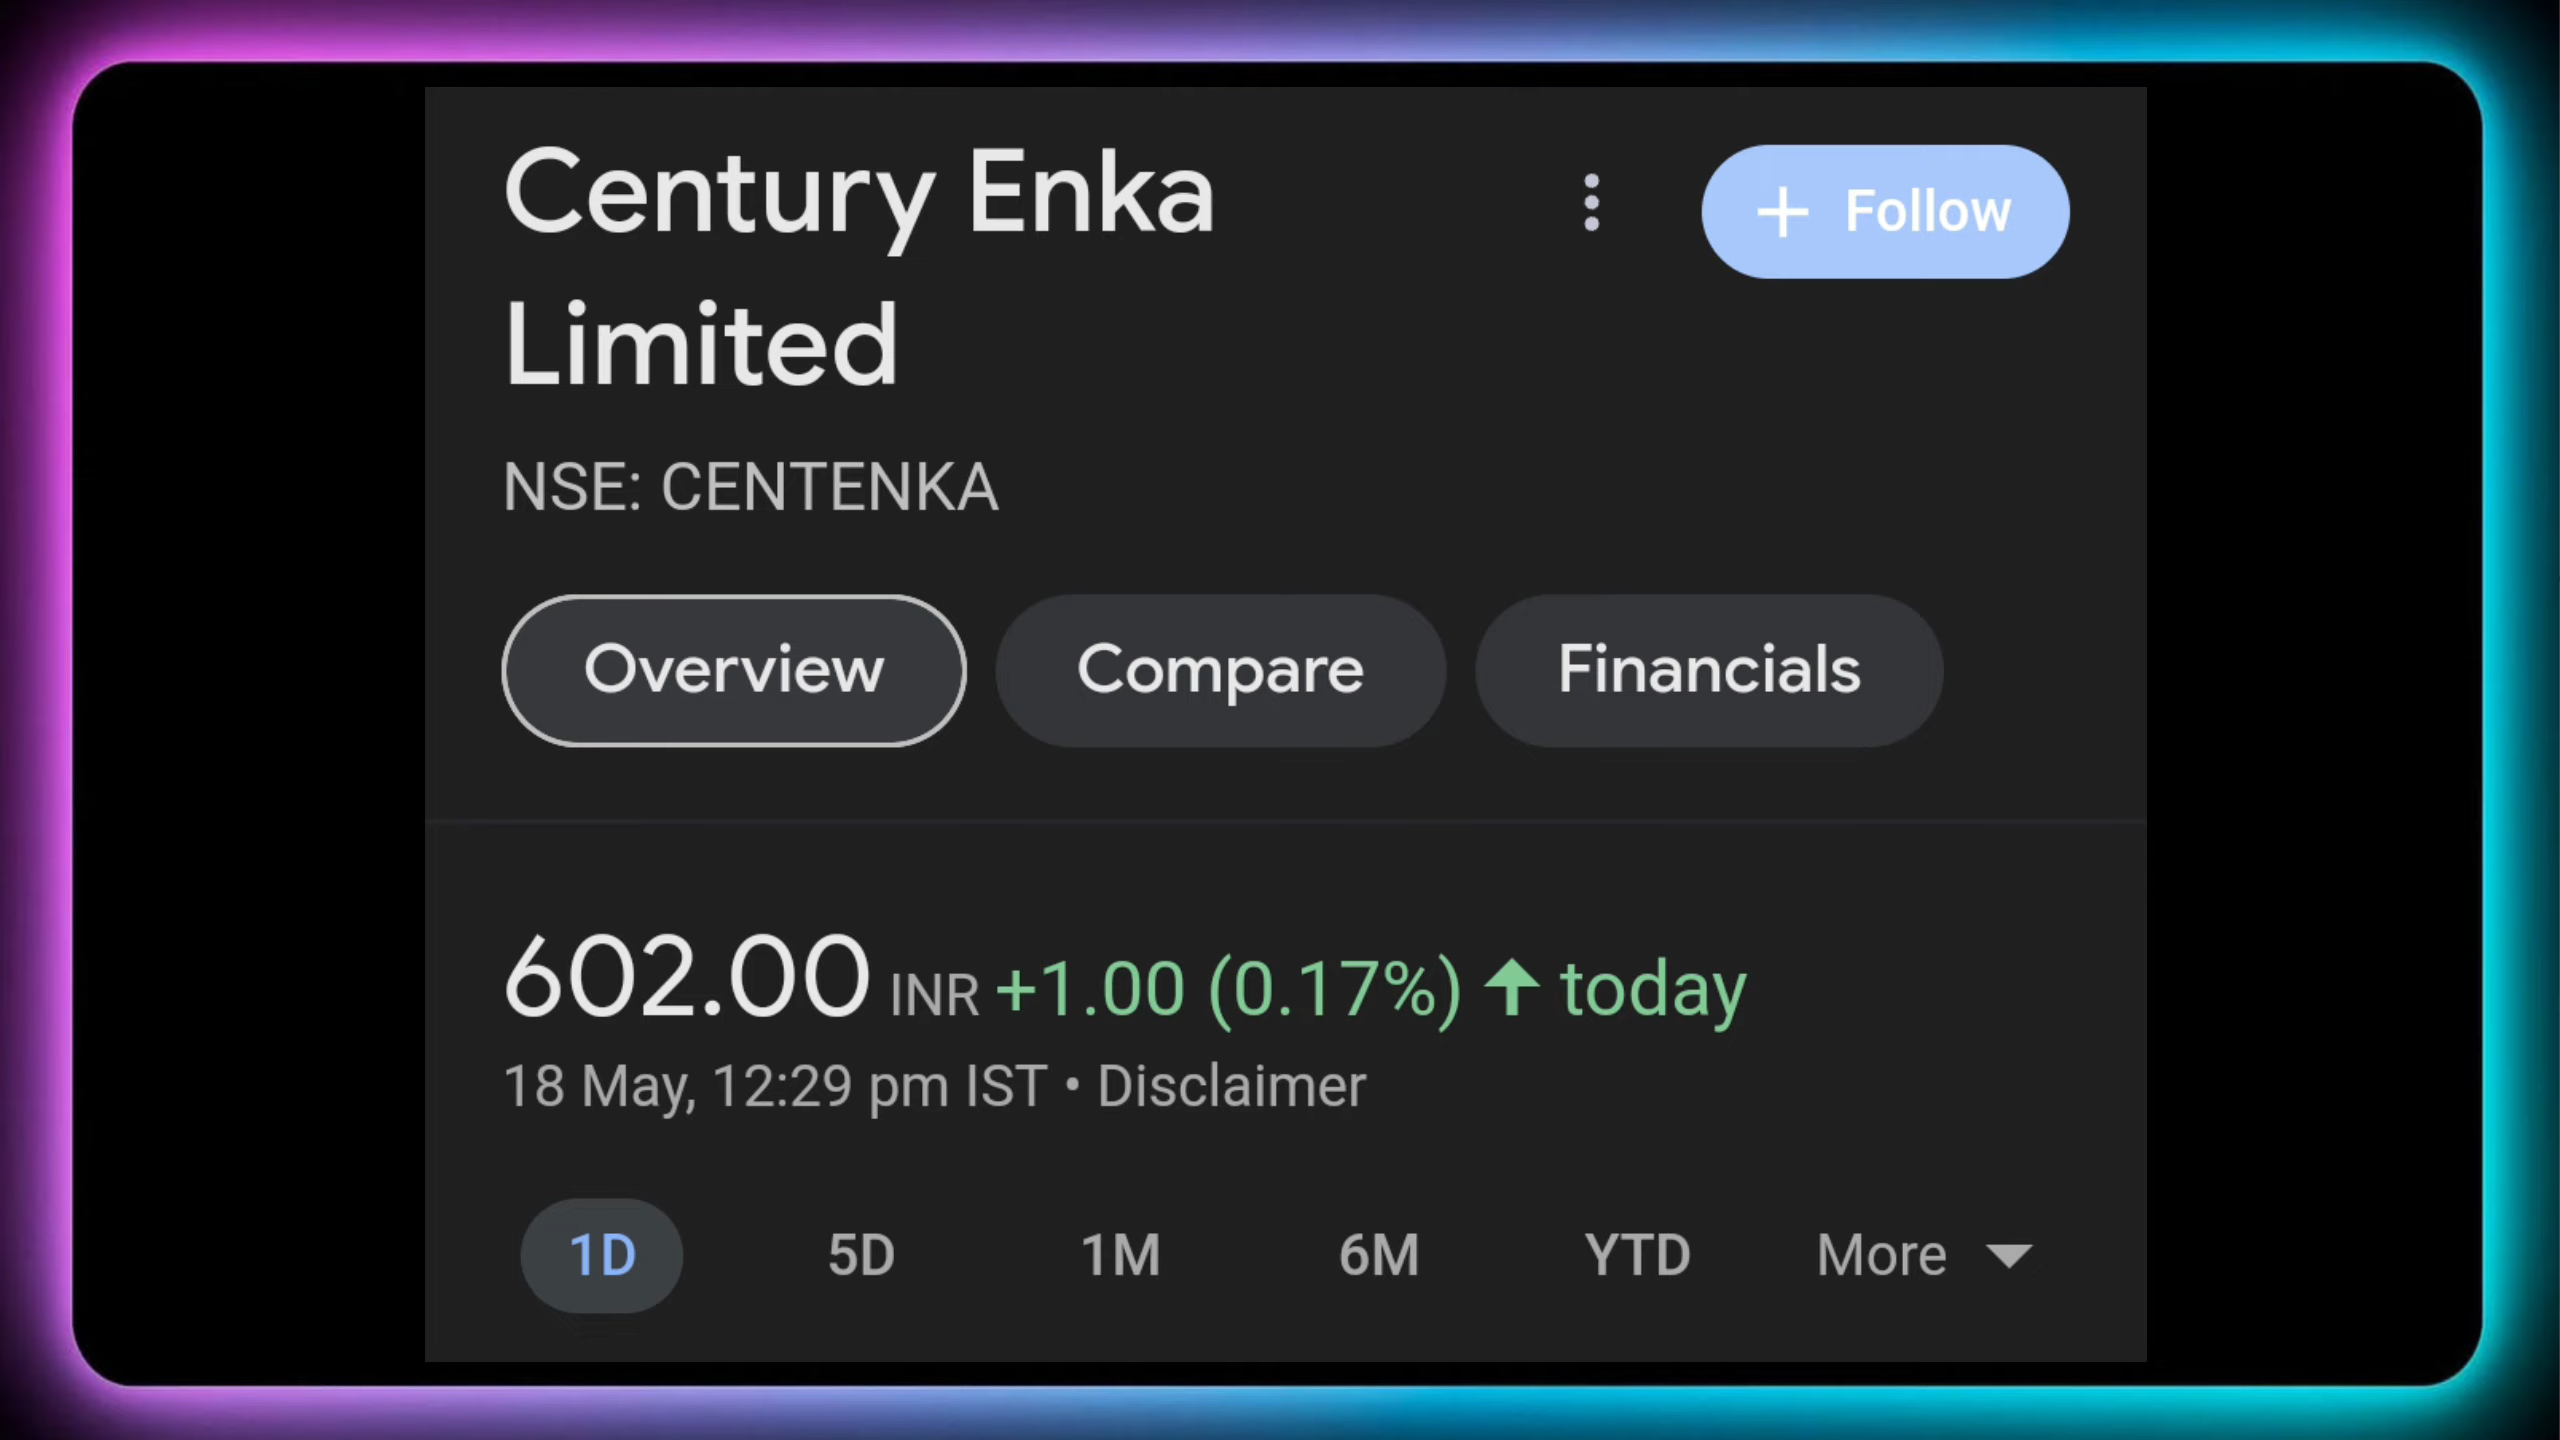 Century Enka
Limited
+ Follow
NSE: CENTENKA
Overview Compare Financials
602.00 INR +1.00 (0.17%) ↑ today
18 May, 12:29 pm IST • Disclaimer
1D 5D 1M 6M YTD More